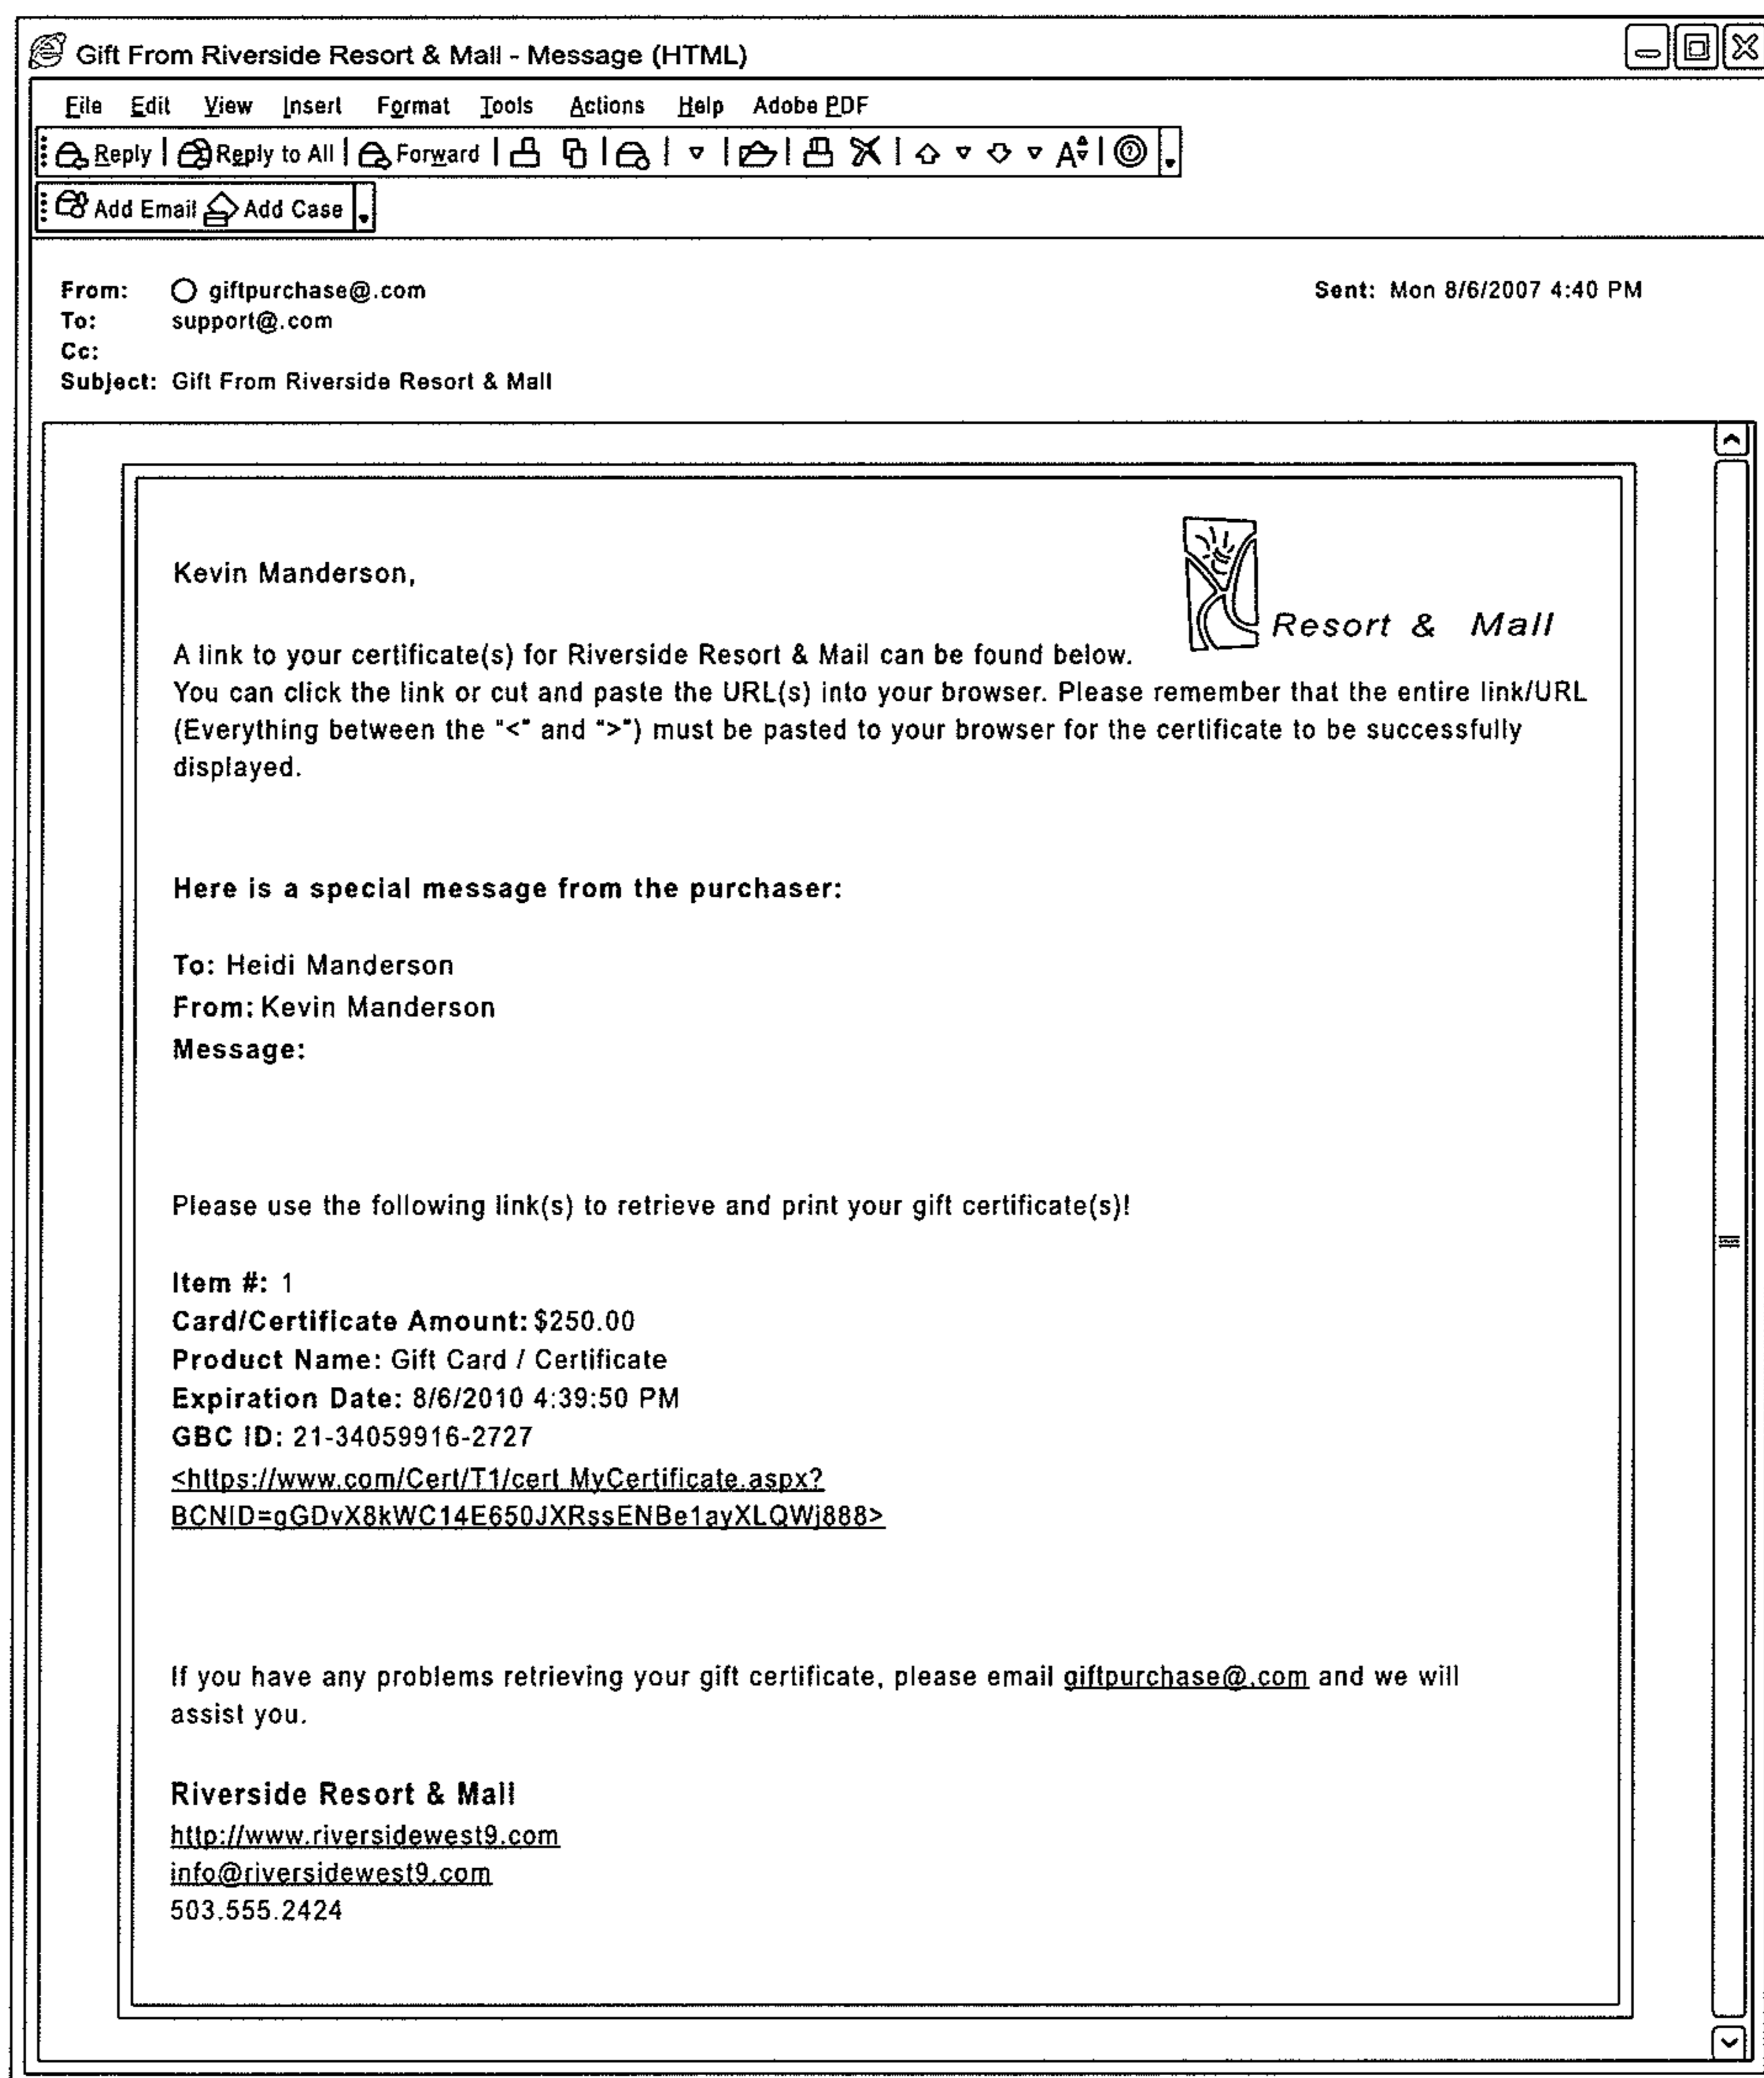 Gift From Riverside Resort & Mall - Message (HTML)
File Edit View Insert Format Tools Actions Help Adobe PDF
Reply | Reply to All | Forward
Add Email Add Case
From: giftpurchase@.com Sent: Mon 8/6/2007 4:40 PM
To: support@.com
Cc:
Subject: Gift From Riverside Resort & Mall
Kevin Manderson,
Resort & Mall
A link to your certificate(s) for Riverside Resort & Mail can be found below.
You can click the link or cut and paste the URL(s) into your browser. Please remember that the entire link/URL
(Everything between the "<" and ">") must be pasted to your browser for the certificate to be successfully
displayed.
Here is a special message from the purchaser:
To: Heidi Manderson
From: Kevin Manderson
Message:
Please use the following link(s) to retrieve and print your gift certificate(s)!
Item #: 1
Card/Certificate Amount: $250.00
Product Name: Gift Card / Certificate
Expiration Date: 8/6/2010 4:39:50 PM
GBC ID: 21-34059916-2727
<https://www.com/Cert/T1/cert MyCertificate.aspx?
BCNID=gGDvX8kWC14E650JXRssENBe1ayXLQWj888>
If you have any problems retrieving your gift certificate, please email giftpurchase@.com and we will
assist you.
Riverside Resort & Mall
http://www.riversidewest9.com
info@riversidewest9.com
503.555.2424